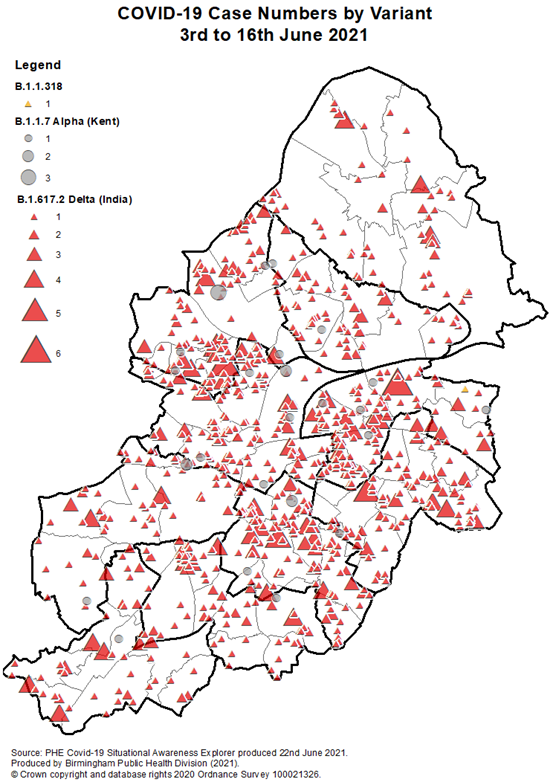 COVID-19 Case Numbers by Variant
3rd to 16th June 2021
Legend
B.1.1.318
1
B.1.1.7 Alpha (Kent)
1
2
3
B.1.617.2 Delta (India)
1
2
3
4
5
6
Source: PHE Covid-19 Situational Awareness Explorer produced 22nd June 2021.
Produced by Birmingham Public Health Division (2021).
© Crown copyright and database rights 2020 Ordnance Survey 100021326.